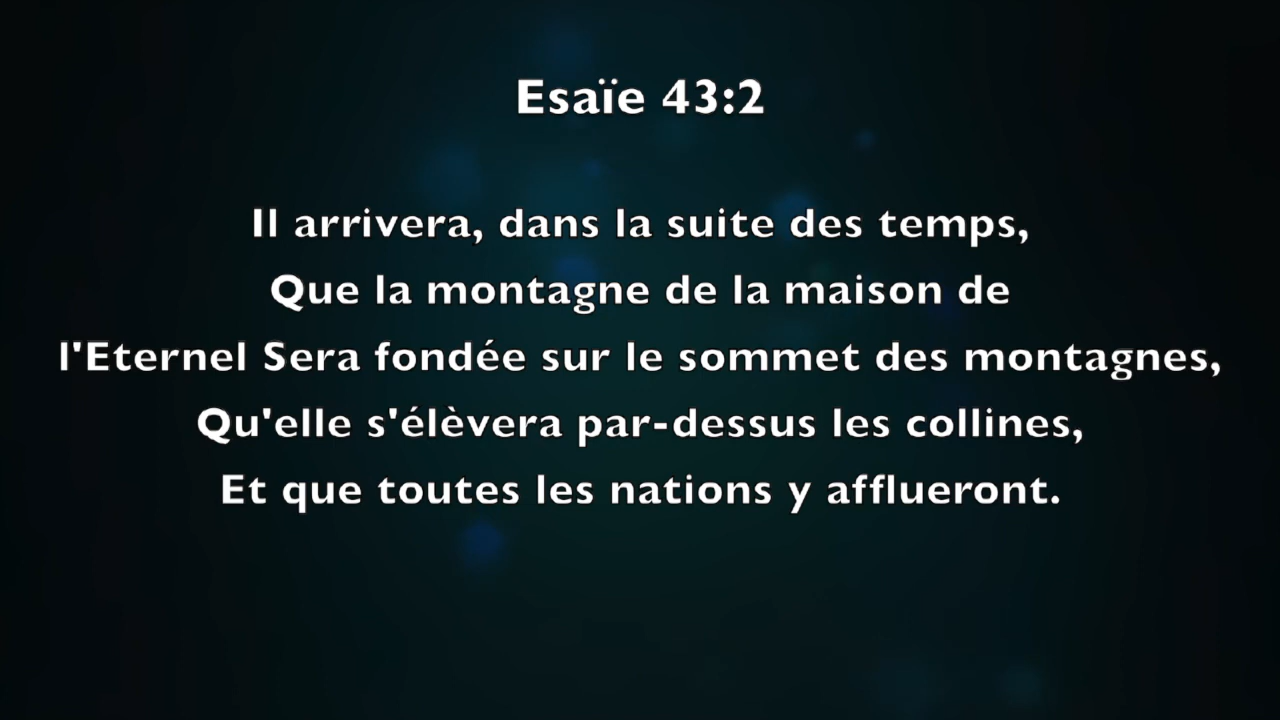 Esaïe 43:2
Il arrivera, dans la suite des temps,
Que la montagne de la maison de
l'Eternel Sera fondée sur le sommet des montagnes,
Qu'elle s'élèvera par-dessus les collines,
Et que toutes les nations y afflueront.